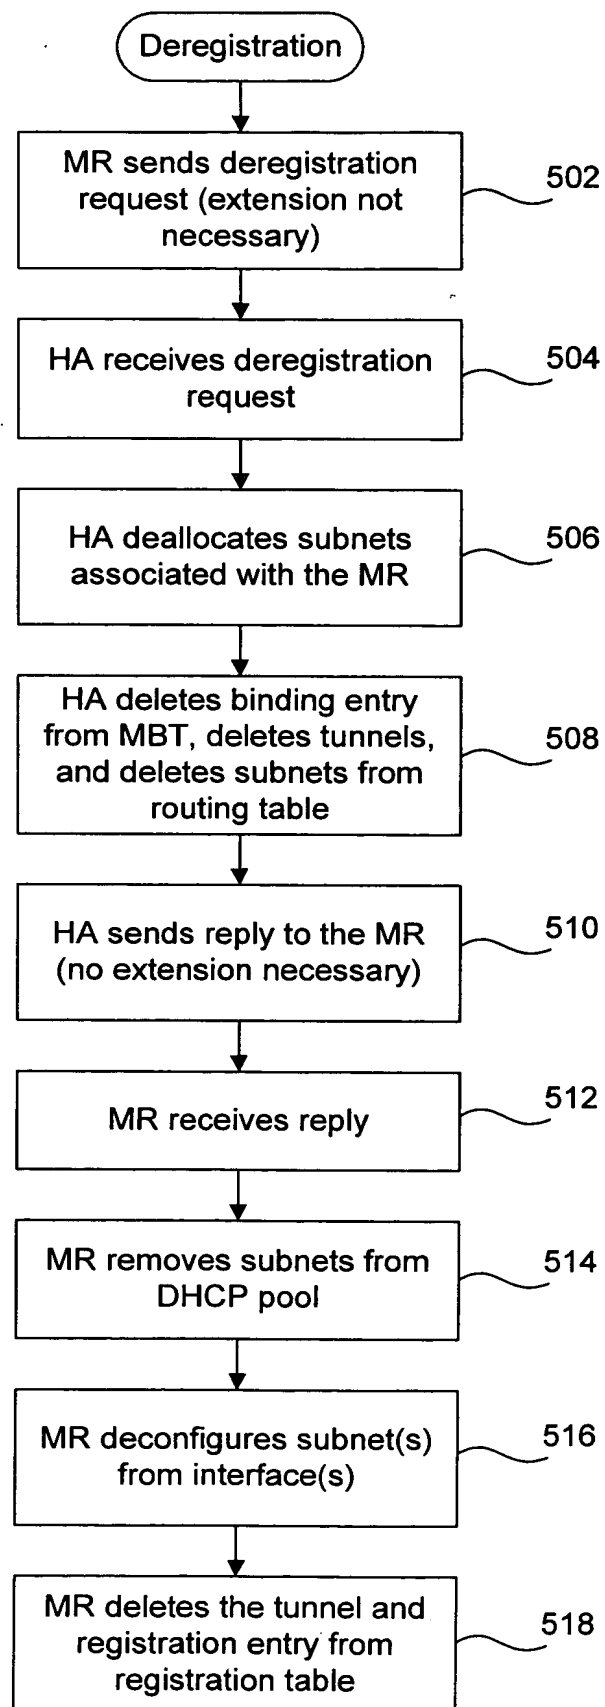 Deregistration
MR sends deregistration
request (extension not
necessary)
502
HA receives deregistration
request
504
HA deallocates subnets
associated with the MR
506
HA deletes binding entry
from MBT, deletes tunnels,
and deletes subnets from
routing table
508
HA sends reply to the MR
(no extension necessary)
510
MR receives reply
512
MR removes subnets from
DHCP pool
514
MR deconfigures subnet(s)
from interface(s)
516
MR deletes the tunnel and
registration entry from
registration table
518